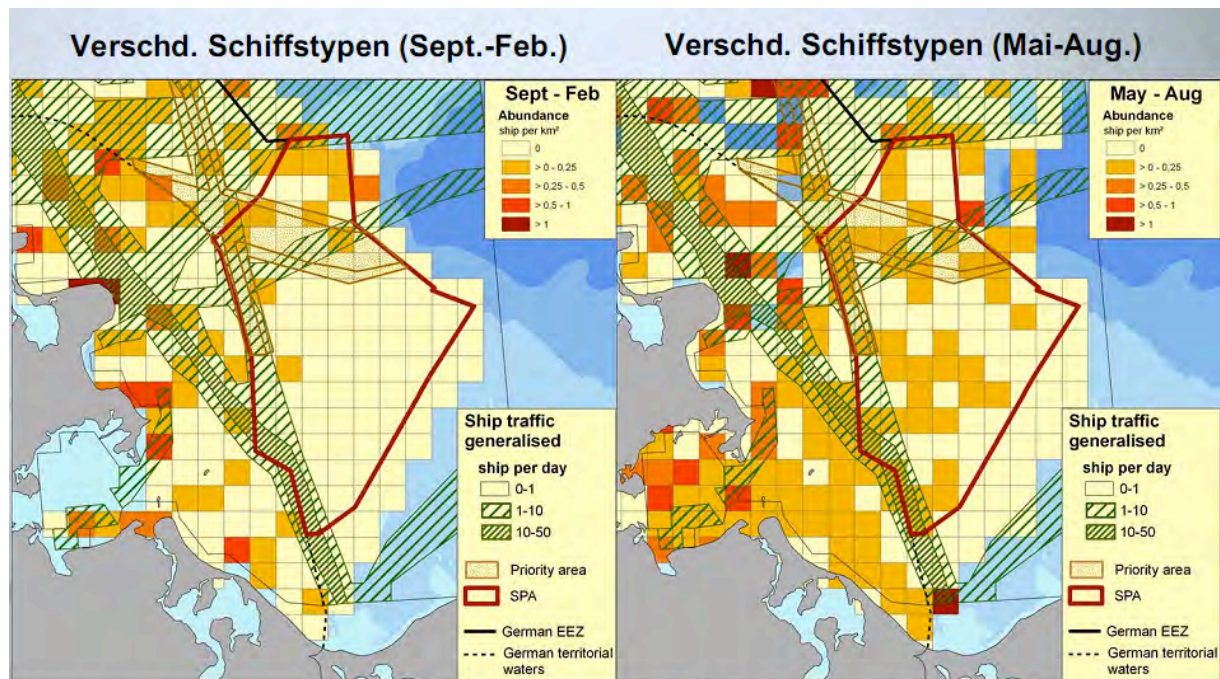 Verschd. Schiffstypen (Sept.-Feb.)
Sept - Feb
Abundance
ship per km²
0
> 0 - 0,25
> 0,25 - 0,5
> 0,5 - 1
> 1
Ship traffic
generalised
ship per day
0-1
1-10
10-50
Priority area
SPA
German EEZ
German territorial
waters
Verschd. Schiffstypen (Mai-Aug.)
May - Aug
Abundance
ship per km²
0
> 0 - 0,25
> 0,25 - 0,5
> 0,5 - 1
> 1
Ship traffic
generalised
ship per day
0-1
1-10
10-50
Priority area
SPA
German EEZ
German territorial
waters